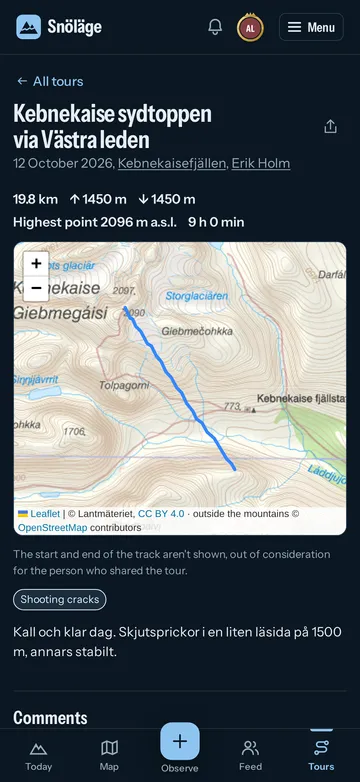 Snöläge
AL
Menu
← All tours
Kebnekaise sydtoppen
via Västra leden
12 October 2026, Kebnekaisefjällen, Erik Holm
19.8 km ↑ 1450 m ↓ 1450 m
Highest point 2096 m a.s.l. 9 h 0 min
+
−
ots glaciär
Darfál
Kebnekaise
2097
Storglaciären
Giebmegáisi
2090
Giebmečohkka
Tolpagorni
Kebnekaise fjällsta
773
ohkka
1706
Láddjujo
Leaflet | © Lantmäteriet, CC BY 4.0 · outside the mountains ©
OpenStreetMap contributors
The start and end of the track aren't shown, out of consideration
for the person who shared the tour.
Shooting cracks
Kall och klar dag. Skjutsprickor i en liten läsida på 1500
m, annars stabilt.
Comments
Today
Map
Observe
Feed
Tours